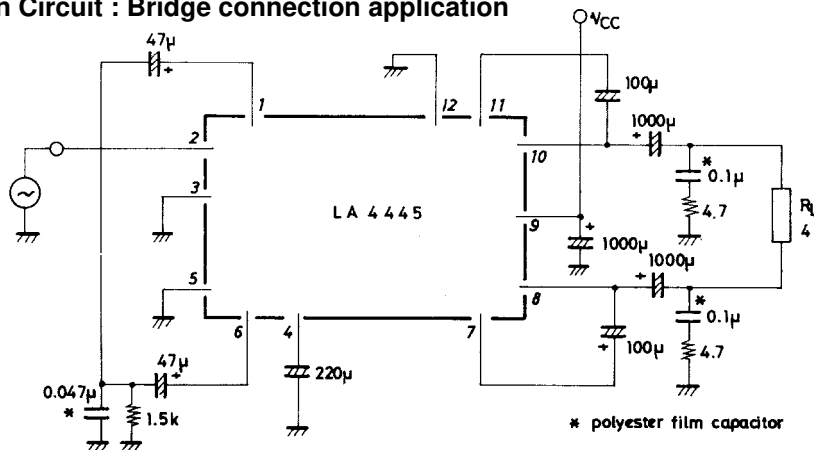 n Circuit : Bridge connection application
+VCC
47μ
+
1
12
11
100μ
1000μ
+
2
10
*
0.1μ
4.7
3
LA 4445
RL
4
9
+
1000μ
1000μ
+
5
8
*
0.1μ
6
4
7
+
100μ
4.7
47μ
+
0.047μ
*
1.5k
220μ
* polyester film capacitor